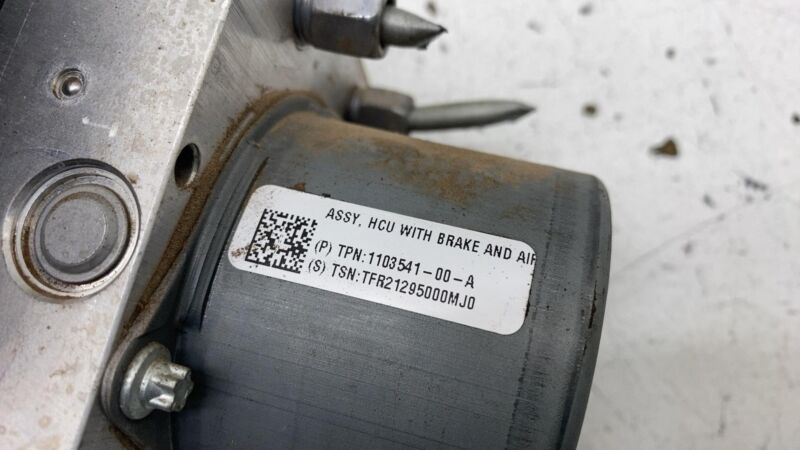 ASSY, HCU WITH BRAKE AND AIR
(P) TPN:1103541-00-A
(S) TSN:TFR21295000MJ0